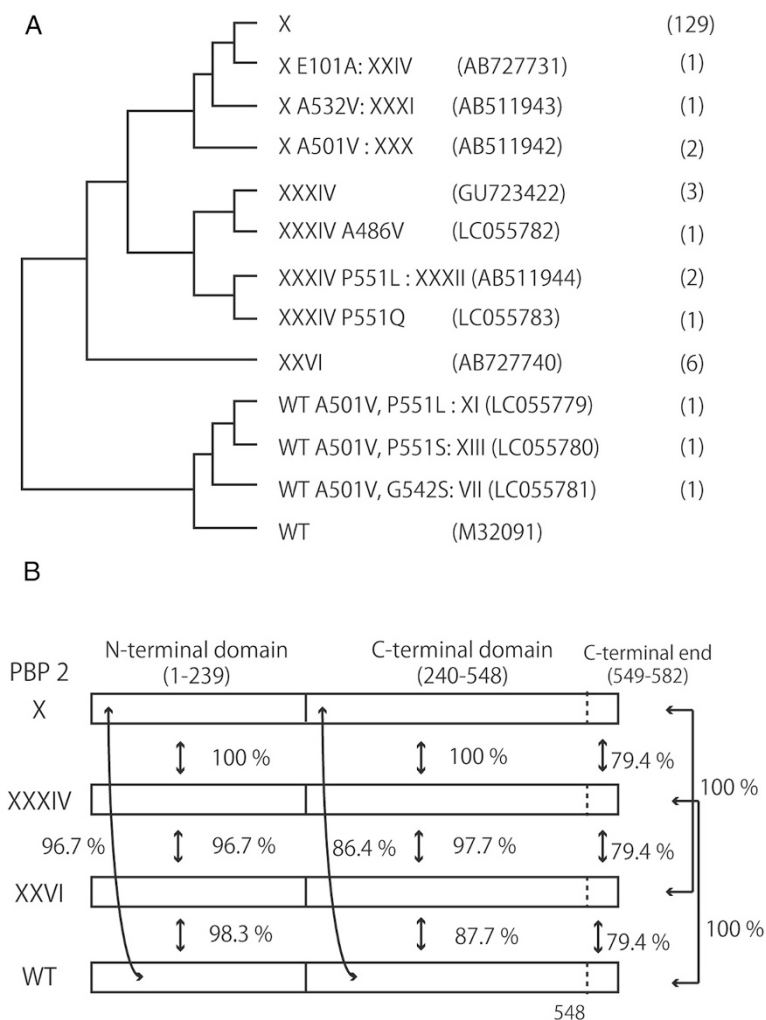 A
X (129)
X E101A: XXIV (AB727731) (1)
X A532V: XXXI (AB511943) (1)
X A501V : XXX (AB511942) (2)
XXXIV (GU723422) (3)
XXXIV A486V (LC055782) (1)
XXXIV P551L : XXXII (AB511944) (2)
XXXIV P551Q (LC055783) (1)
XXVI (AB727740) (6)
WT A501V, P551L : XI (LC055779) (1)
WT A501V, P551S: XIII (LC055780) (1)
WT A501V, G542S: VII (LC055781) (1)
WT (M32091)
B
PBP 2
N-terminal domain
(1-239)
C-terminal domain
(240-548)
C-terminal end
(549-582)
X
100 % 100 % 79.4 %
100 %
XXXIV
96.7 % 96.7 % 86.4 % 97.7 % 79.4 %
XXVI
98.3 % 87.7 % 79.4 % 100 %
WT
548